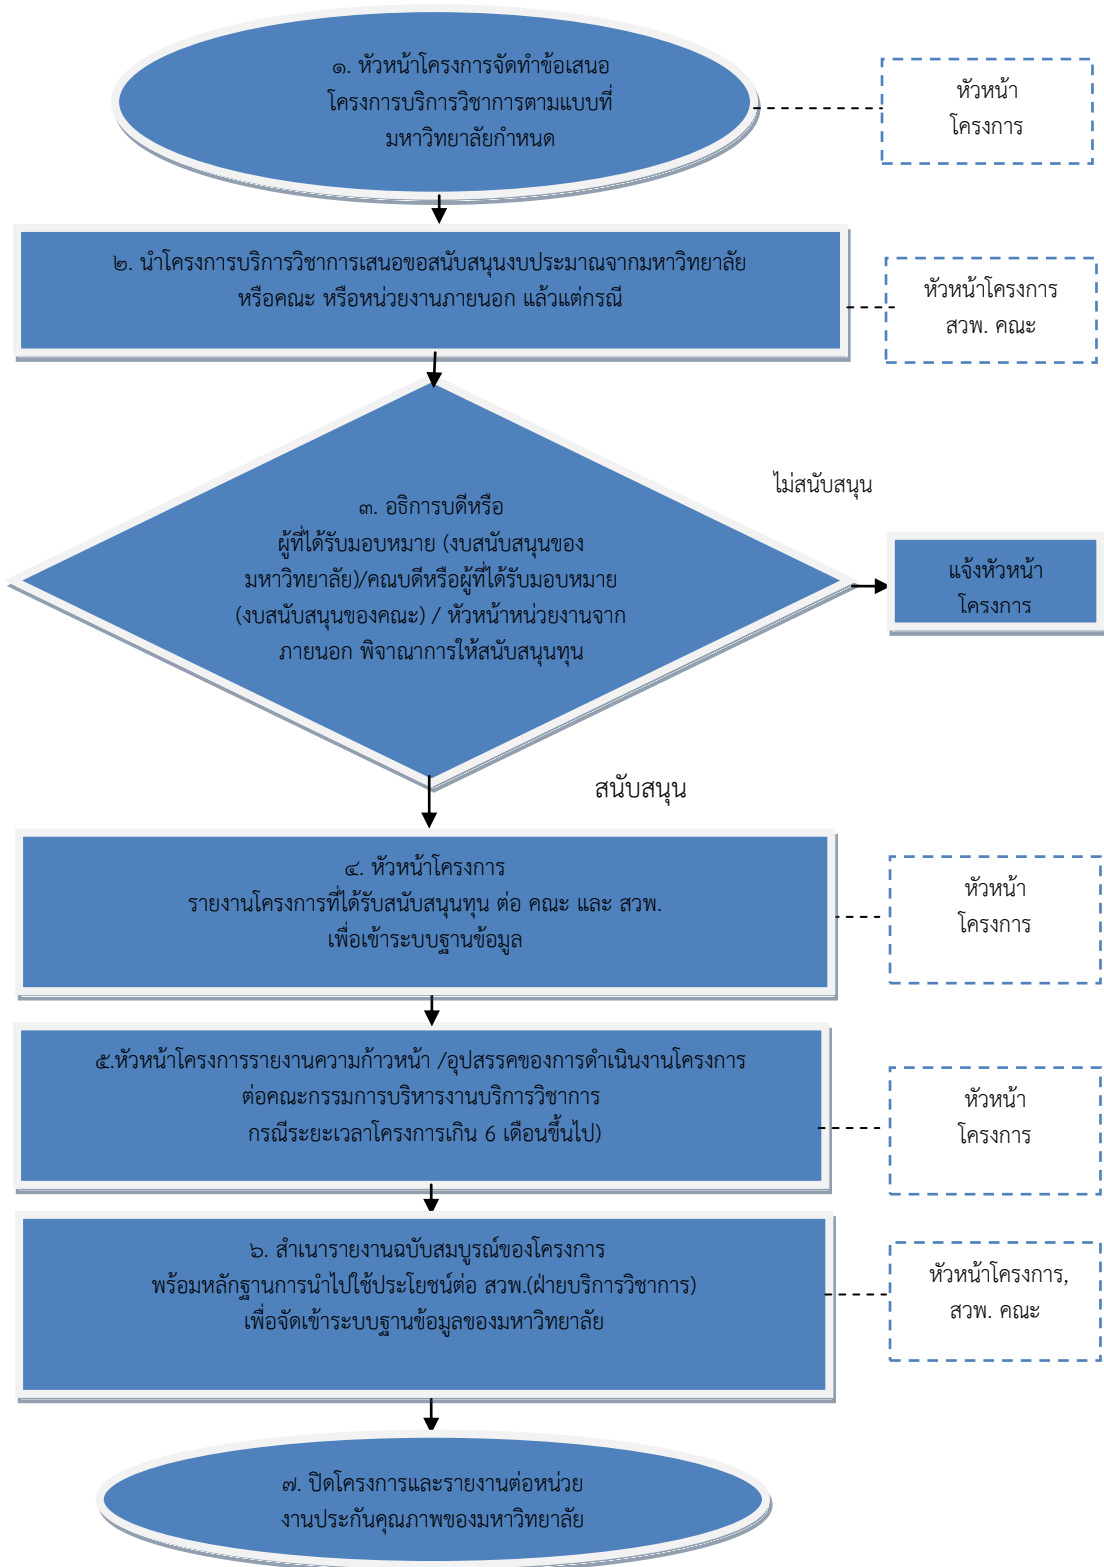 ๑. หัวหน้าโครงการจัดทำข้อเสนอ
โครงการบริการวิชาการตามแบบที่
มหาวิทยาลัยกำหนด
หัวหน้า
โครงการ
๒. นำโครงการบริการวิชาการเสนอขอสนับสนุนงบประมาณจากมหาวิทยาลัย
หรือคณะ หรือหน่วยงานภายนอก แล้วแต่กรณี
หัวหน้าโครงการ
สวพ. คณะ
๓. อธิการบดีหรือ
ผู้ที่ได้รับมอบหมาย (งบสนับสนุนของ
มหาวิทยาลัย)/คณบดีหรือผู้ที่ได้รับมอบหมาย
(งบสนับสนุนของคณะ) / หัวหน้าหน่วยงานจาก
ภายนอก พิจาณาการให้สนับสนุนทุน
ไม่สนับสนุน
แจ้งหัวหน้า
โครงการ
สนับสนุน
๔. หัวหน้าโครงการ
รายงานโครงการที่ได้รับสนับสนุนทุน ต่อ คณะ และ สวพ.
เพื่อเข้าระบบฐานข้อมูล
หัวหน้า
โครงการ
๕.หัวหน้าโครงการรายงานความก้าวหน้า /อุปสรรคของการดำเนินงานโครงการ
ต่อคณะกรรมการบริหารงานบริการวิชาการ
กรณีระยะเวลาโครงการเกิน 6 เดือนขึ้นไป)
หัวหน้า
โครงการ
๖. สำเนารายงานฉบับสมบูรณ์ของโครงการ
พร้อมหลักฐานการนำไปใช้ประโยชน์ต่อ สวพ.(ฝ่ายบริการวิชาการ)
เพื่อจัดเข้าระบบฐานข้อมูลของมหาวิทยาลัย
หัวหน้าโครงการ,
สวพ. คณะ
๗. ปิดโครงการและรายงานต่อหน่วย
งานประกันคุณภาพของมหาวิทยาลัย